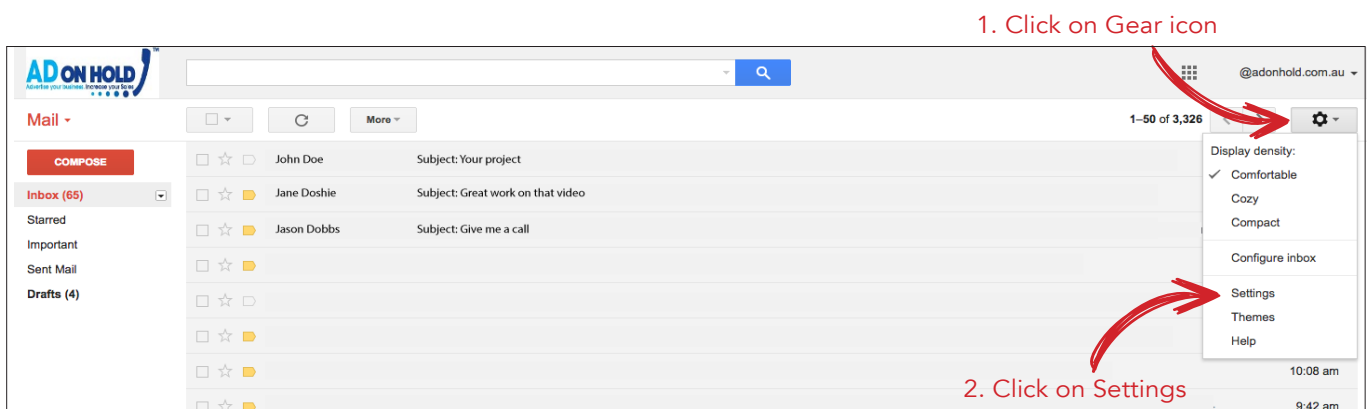 1. Click on Gear icon
AD ON HOLD
TM
Advertise your business. Increase your Sales
@adonhold.com.au
Mail
More
1–50 of 3,326
COMPOSE
John Doe Subject: Your project
Display density:
Comfortable
Inbox (65)
Jane Doshie Subject: Great work on that video
Cozy
Starred
Jason Dobbs Subject: Give me a call
Compact
Important
Configure inbox
Sent Mail
Drafts (4)
Settings
Themes
Help
10:08 am
2. Click on Settings
9:42 am